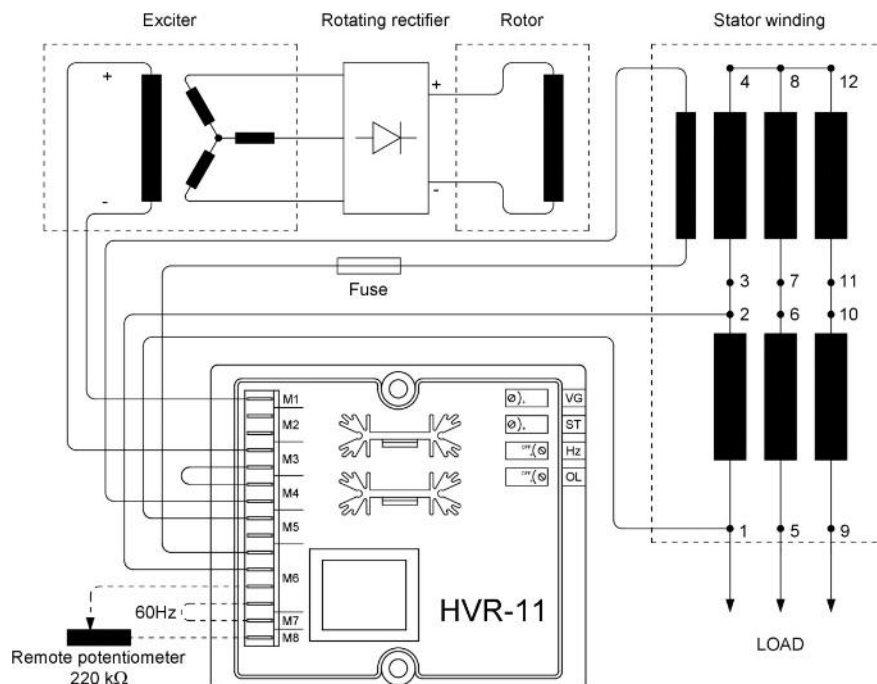 Exciter
Rotating rectifier
Rotor
Stator winding
+
-
+
-
4
8
12
Fuse
3
7
11
2
6
10
M1
M2
M3
M4
M5
M6
M7
M8
VG
ST
OFF
Hz
OFF
OL
1
5
9
60Hz
HVR-11
LOAD
Remote potentiometer
220 kΩ